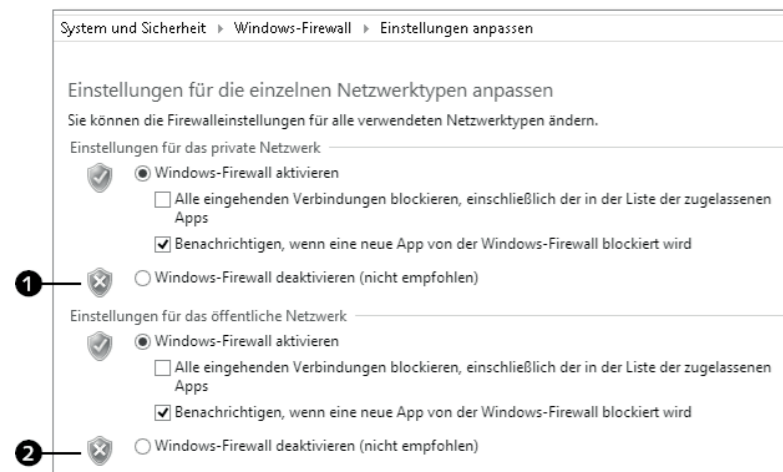 System und Sicherheit ▸ Windows-Firewall ▸ Einstellungen anpassen
Einstellungen für die einzelnen Netzwerktypen anpassen
Sie können die Firewalleinstellungen für alle verwendeten Netzwerktypen ändern.
Einstellungen für das private Netzwerk
Windows-Firewall aktivieren
Alle eingehenden Verbindungen blockieren, einschließlich der in der Liste der zugelassenen
Apps
Benachrichtigen, wenn eine neue App von der Windows-Firewall blockiert wird
1 Windows-Firewall deaktivieren (nicht empfohlen)
Einstellungen für das öffentliche Netzwerk
Windows-Firewall aktivieren
Alle eingehenden Verbindungen blockieren, einschließlich der in der Liste der zugelassenen
Apps
Benachrichtigen, wenn eine neue App von der Windows-Firewall blockiert wird
2 Windows-Firewall deaktivieren (nicht empfohlen)